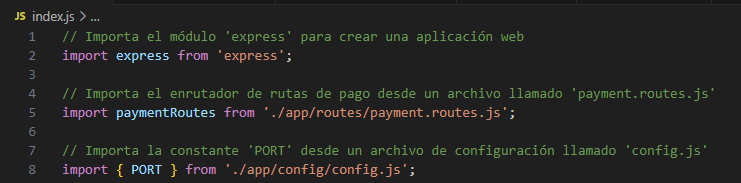 JS index.js > ...
1 // Importa el módulo 'express' para crear una aplicación web
2 import express from 'express';
3
4 // Importa el enrutador de rutas de pago desde un archivo llamado 'payment.routes.js'
5 import paymentRoutes from './app/routes/payment.routes.js';
6
7 // Importa la constante 'PORT' desde un archivo de configuración llamado 'config.js'
8 import { PORT } from './app/config/config.js';